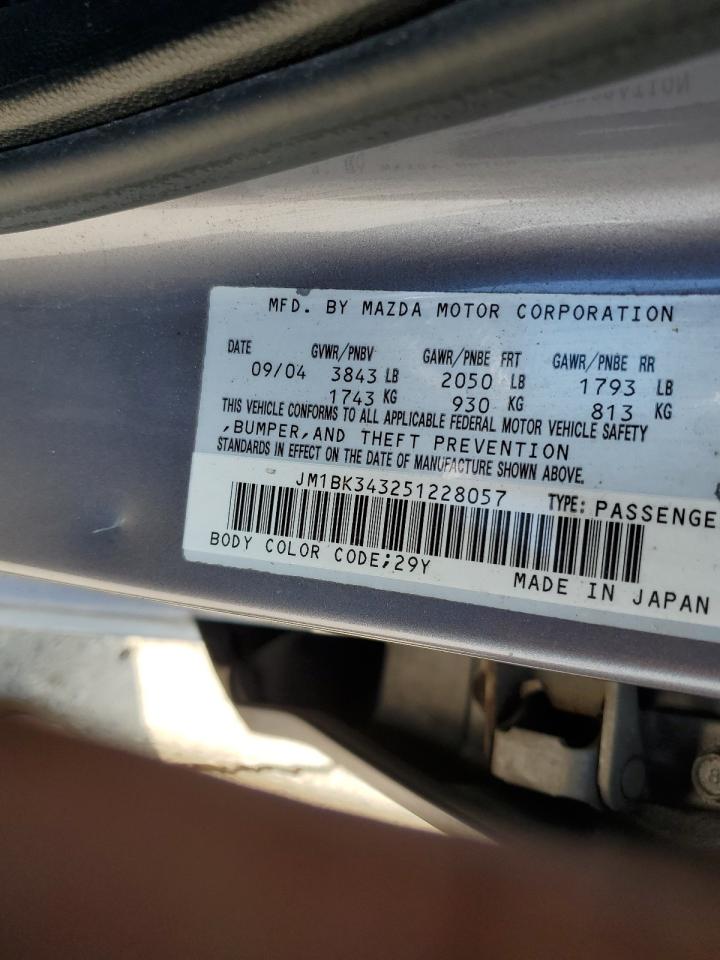 MFD. BY MAZDA MOTOR CORPORATION
DATE GVWR/PNBV GAWR/PNBE FRT GAWR/PNBE RR
09/04 3843 LB 2050 LB 1793 LB
1743 KG 930 KG 813 KG
THIS VEHICLE CONFORMS TO ALL APPLICABLE FEDERAL MOTOR VEHICLE SAFETY
,BUMPER,AND THEFT PREVENTION
STANDARDS IN EFFECT ON THE DATE OF MANUFACTURE SHOWN ABOVE.
JM1BK343251228057 TYPE: PASSENGE
BODY COLOR CODE;29Y
MADE IN JAPAN